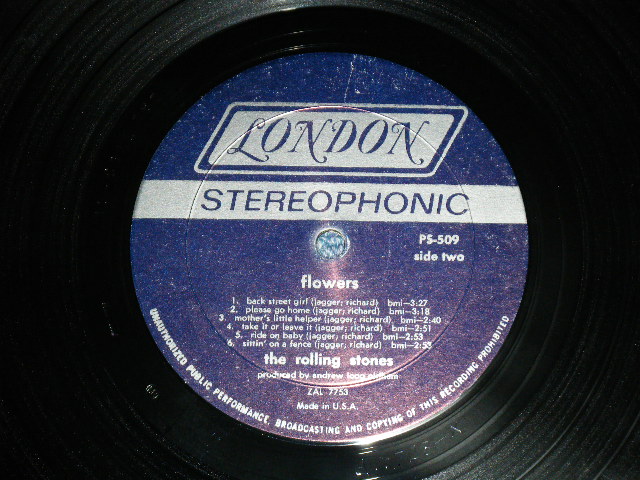 LONDON
STEREOPHONIC
PS-509
side two
flowers
1. back street girl (jagger; richard) bmi—3:27
2. please go home (jagger; richard) bmi—3:18
3. mother's little helper (jagger; richard) bmi—2:40
4. take it or leave it (jagger; richard) bmi—2:51
5. ride on baby (jagger; richard) bmi—2:53
6. sittin' on a fence (jagger; richard) bmi—2:53
the rolling stones
produced by andrew loog oldham
ZAL 7753
Made in U.S.A.
UNAUTHORIZED PUBLIC PERFORMANCE, BROADCASTING AND COPYING OF THIS RECORDING PROHIBITED